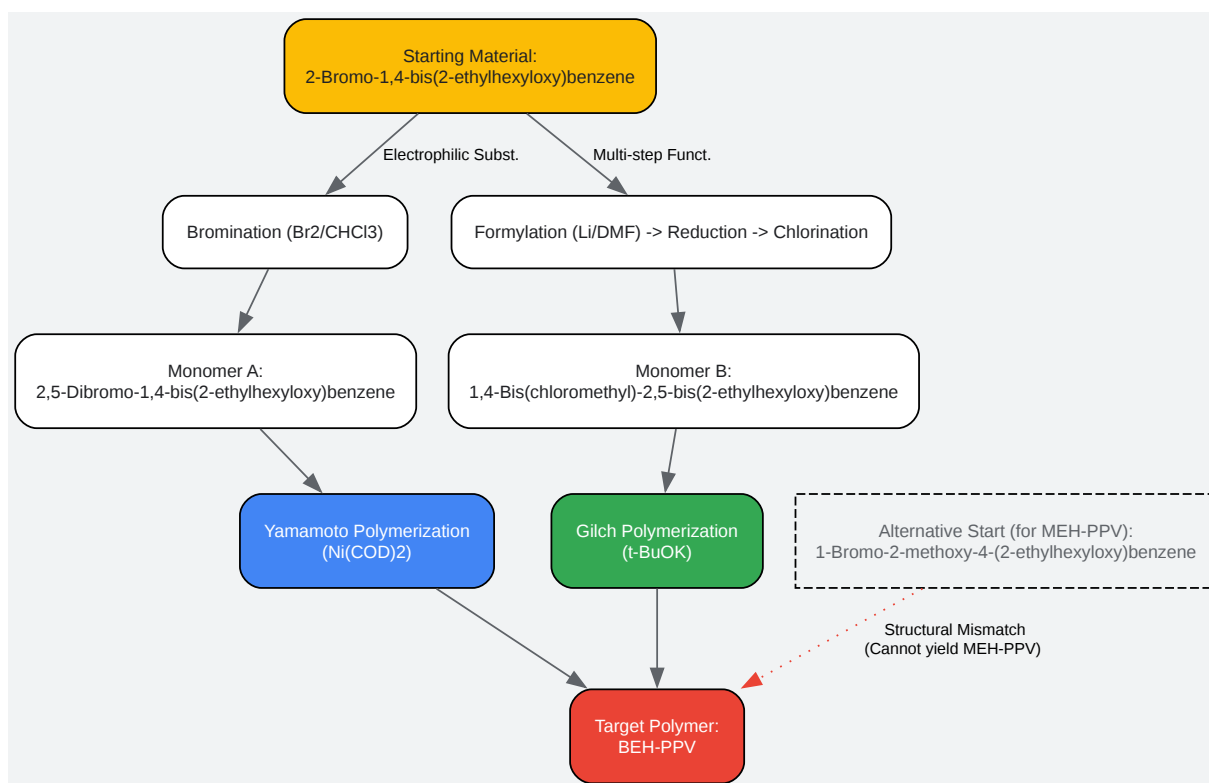 Starting Material:
2-Bromo-1,4-bis(2-ethylhexyloxy)benzene
Electrophilic Subst.
Multi-step Funct.
Bromination (Br2/CHCl3)
Formylation (Li/DMF) -> Reduction -> Chlorination
Monomer A:
2,5-Dibromo-1,4-bis(2-ethylhexyloxy)benzene
Monomer B:
1,4-Bis(chloromethyl)-2,5-bis(2-ethylhexyloxy)benzene
Yamamoto Polymerization
(Ni(COD)2)
Gilch Polymerization
(t-BuOK)
Alternative Start (for MEH-PPV):
1-Bromo-2-methoxy-4-(2-ethylhexyloxy)benzene
Structural Mismatch
(Cannot yield MEH-PPV)
Target Polymer:
BEH-PPV